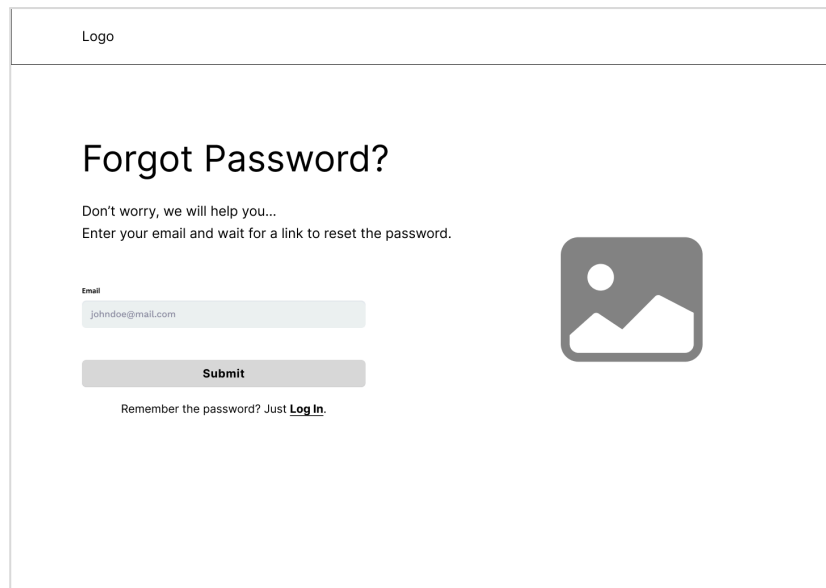 Logo
Forgot Password?
Don’t worry, we will help you...
Enter your email and wait for a link to reset the password.
Email
johndoe@mail.com
Submit
Remember the password? Just Log In.